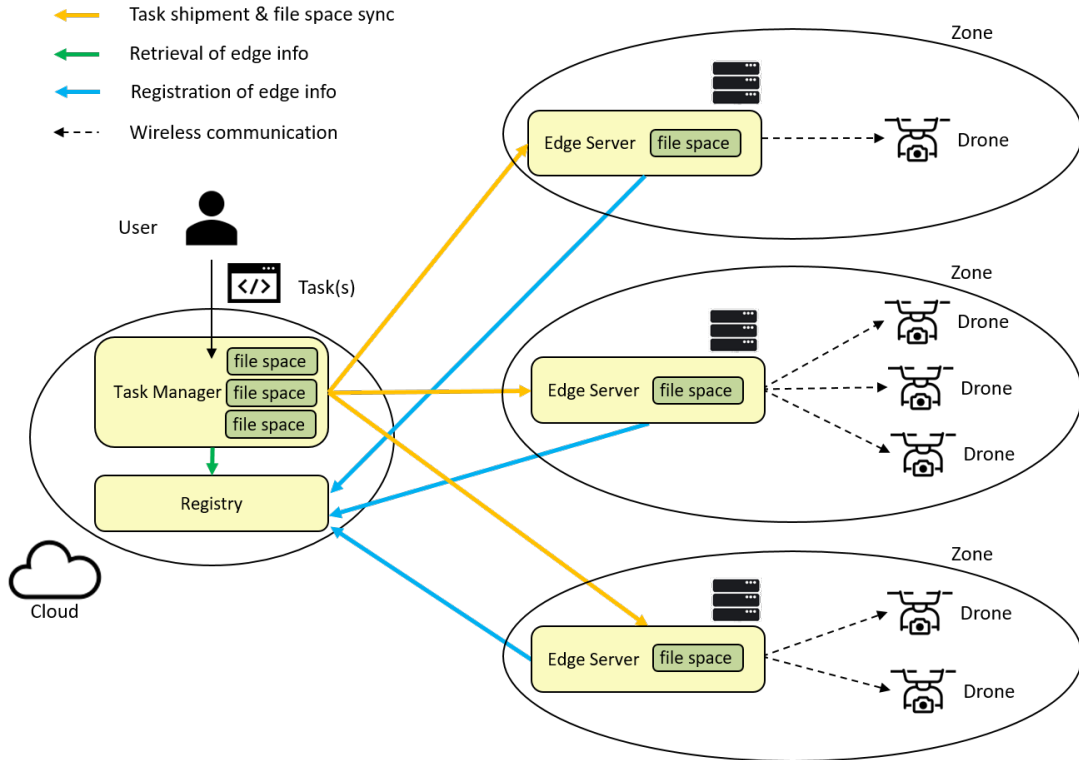 Task shipment & file space sync
Retrieval of edge info
Registration of edge info
Wireless communication
User
Task(s)
Task Manager
file space
file space
file space
Registry
Cloud
Zone
Edge Server
file space
Drone
Zone
Edge Server
file space
Drone
Drone
Drone
Zone
Edge Server
file space
Drone
Drone